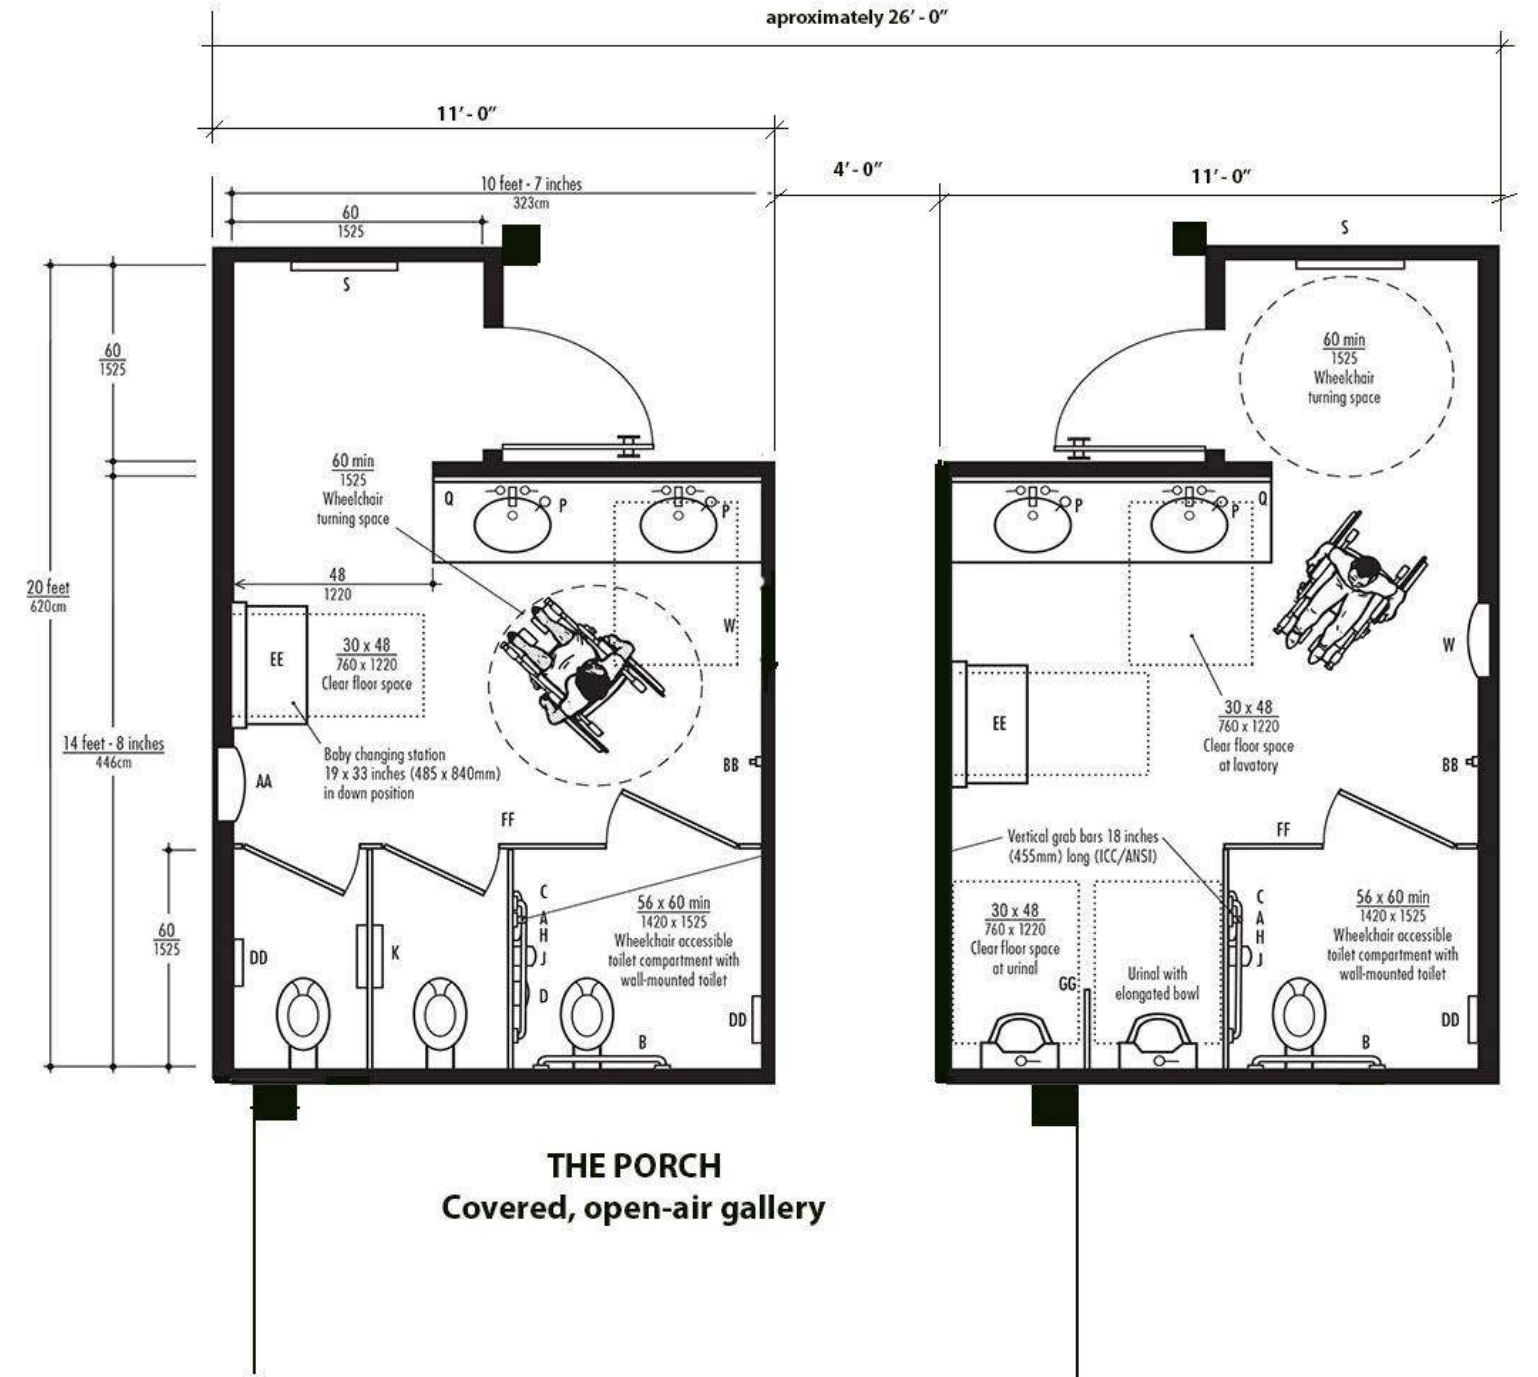 aproximately 26' - 0"
11' - 0"
4' - 0"
11' - 0"
10 feet - 7 inches
323cm
60
1525
S
60
1525
20 feet
620cm
14 feet - 8 inches
446cm
60
1525
60 min
1525
Wheelchair
turning space
48
1220
Q
P
P
W
EE
30 x 48
760 x 1220
Clear floor space
Baby changing station
19 x 33 inches (485 x 840mm)
in down position
AA
BB
FF
DD
K
C
A
H
J
D
56 x 60 min
1420 x 1525
Wheelchair accessible
toilet compartment with
wall-mounted toilet
DD
B
S
60 min
1525
Wheelchair
turning space
P
P
Q
W
EE
30 x 48
760 x 1220
Clear floor space
at lavatory
BB
FF
Vertical grab bars 18 inches
(455mm) long (ICC/ANSI)
30 x 48
760 x 1220
Clear floor space
at urinal
GG
Urinal with
elongated bowl
C
A
H
J
56 x 60 min
1420 x 1525
Wheelchair accessible
toilet compartment with
wall-mounted toilet
DD
B
THE PORCH
Covered, open-air gallery